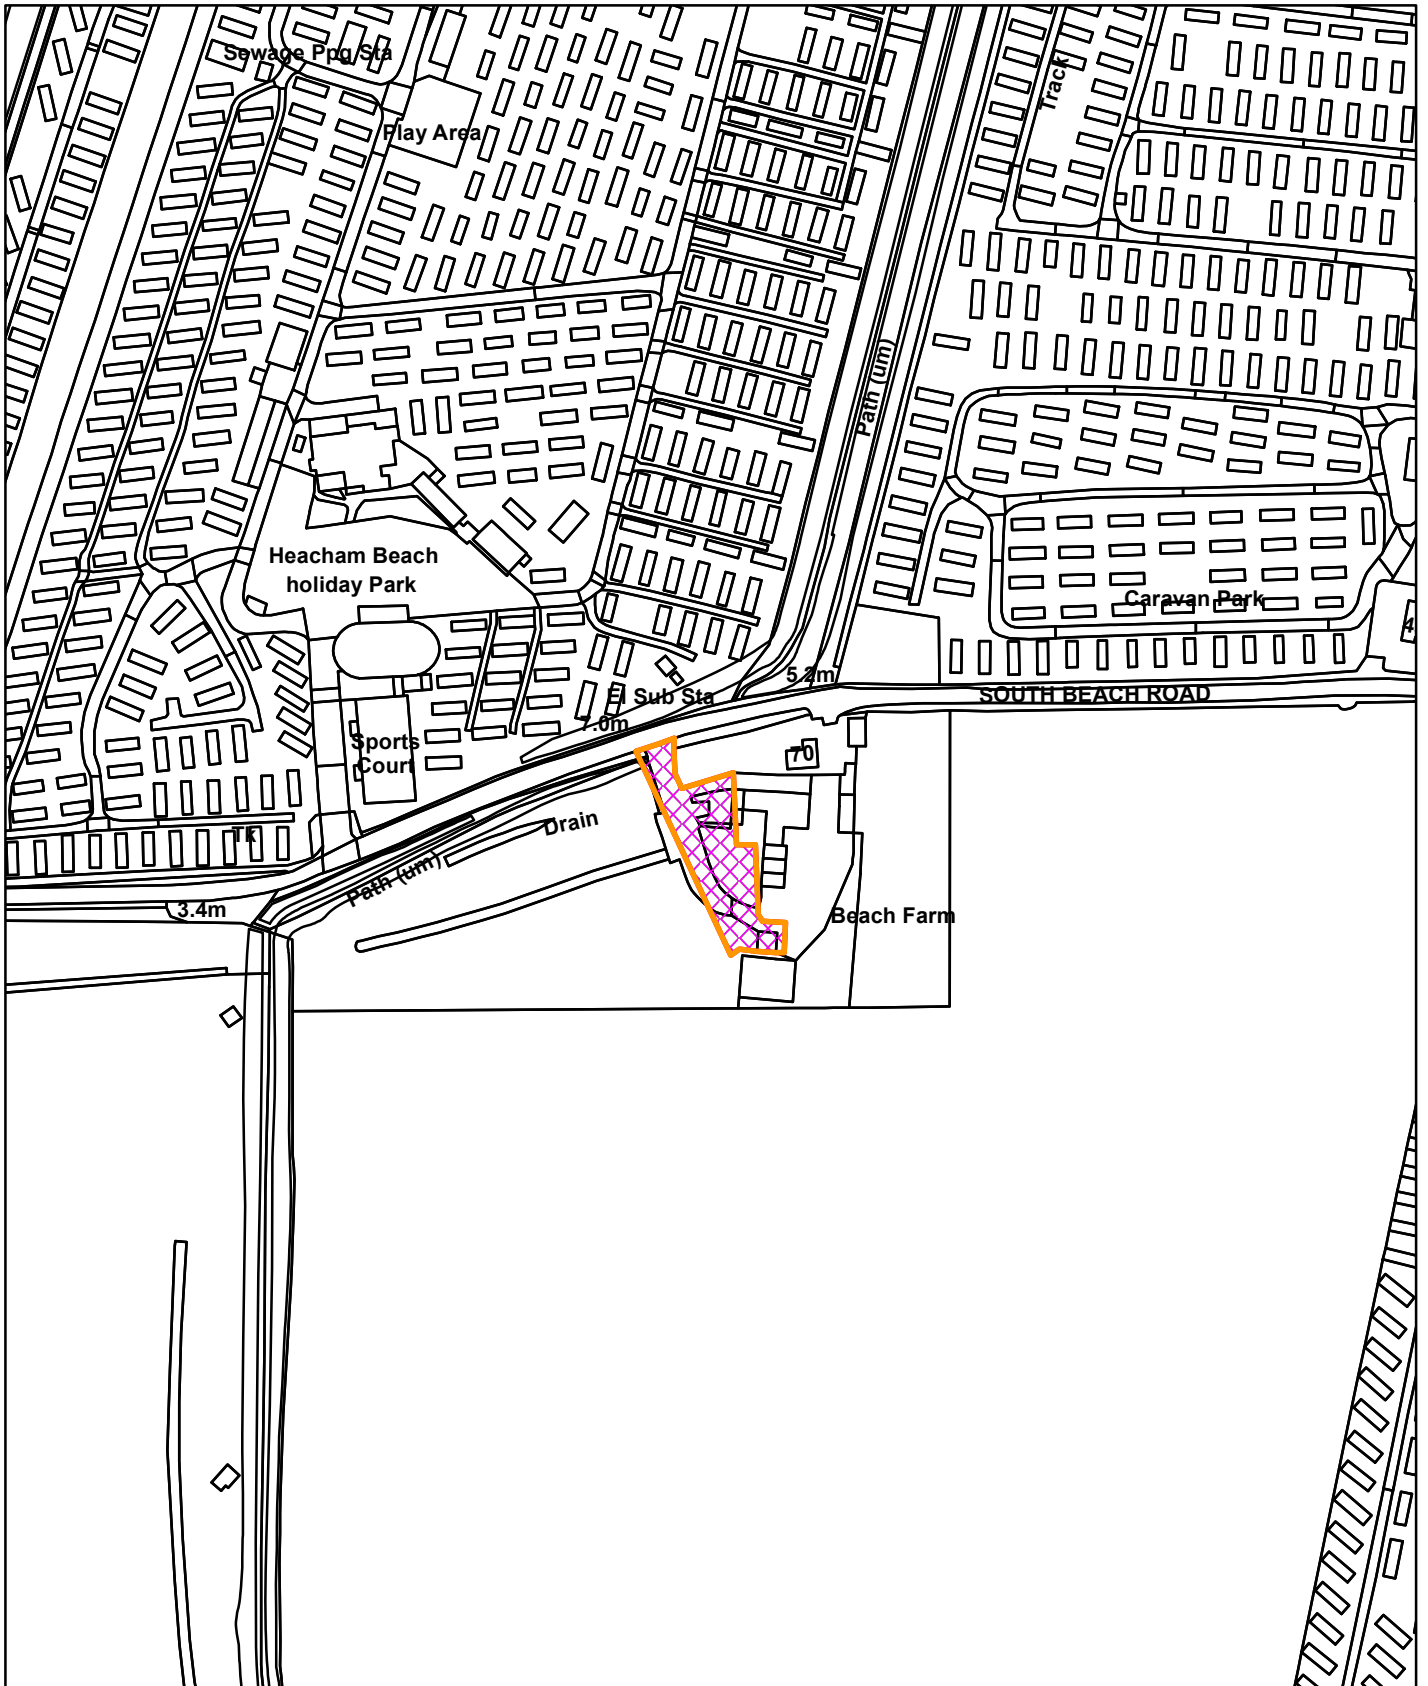 Sewage Ppg Sta
Track
Play Area
Path (um)
Heacham Beach
holiday Park
Caravan Park
4
5.2m
El Sub Sta
SOUTH BEACH ROAD
7.0m
Sports
Court
70
Drain
Tk
Path (um)
3.4m
Beach Farm